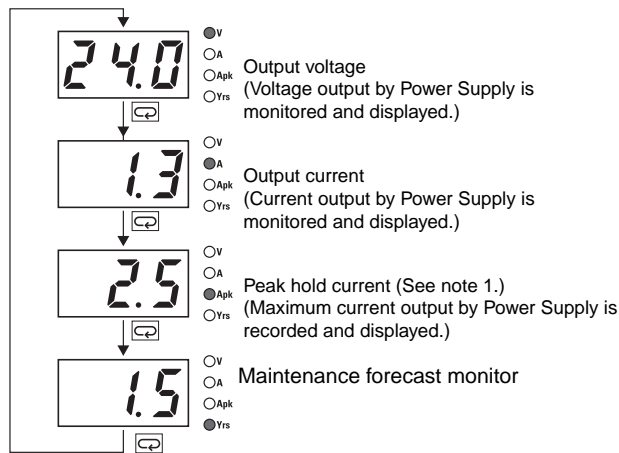 24.0
V
A
Apk
Yrs
Output voltage
(Voltage output by Power Supply is
monitored and displayed.)
1.3
V
A
Apk
Yrs
Output current
(Current output by Power Supply is
monitored and displayed.)
2.5
V
A
Apk
Yrs
Peak hold current (See note 1.)
(Maximum current output by Power Supply is
recorded and displayed.)
1.5
V
A
Apk
Yrs
Maintenance forecast monitor